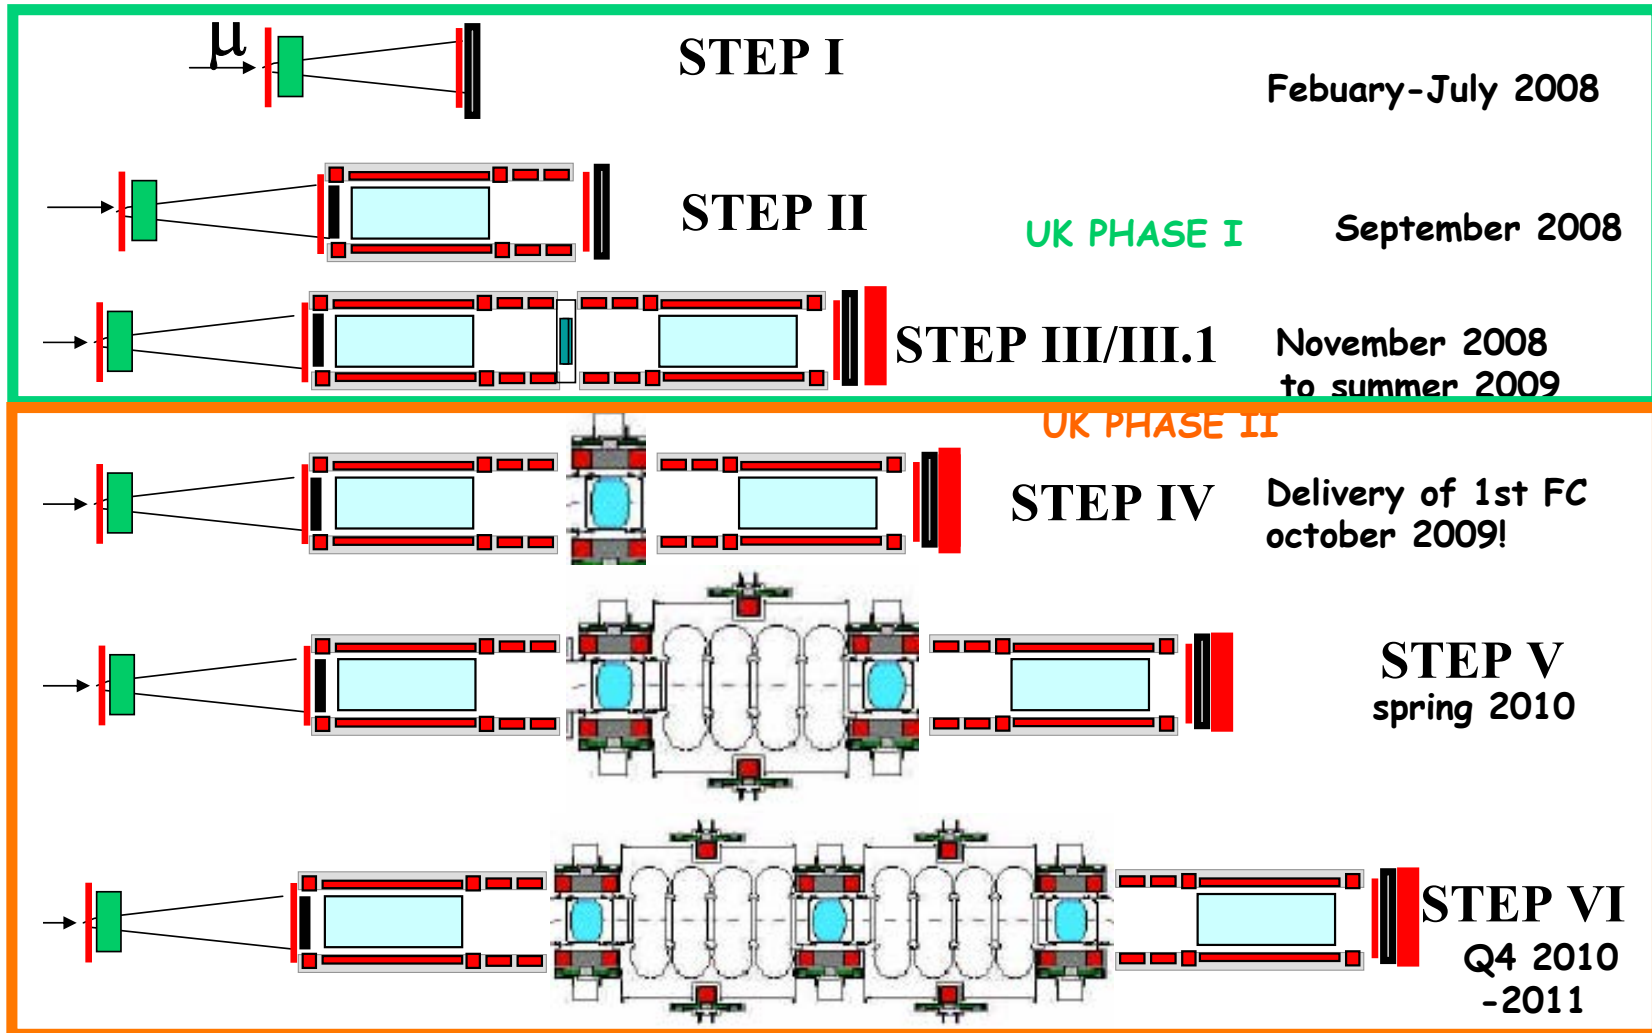 μ
STEP I
Febuary-July 2008
STEP II
UK PHASE I
September 2008
STEP III/III.1
November 2008
to summer 2009
UK PHASE II
STEP IV
Delivery of 1st FC
october 2009!
STEP V
spring 2010
STEP VI
Q4 2010
-2011